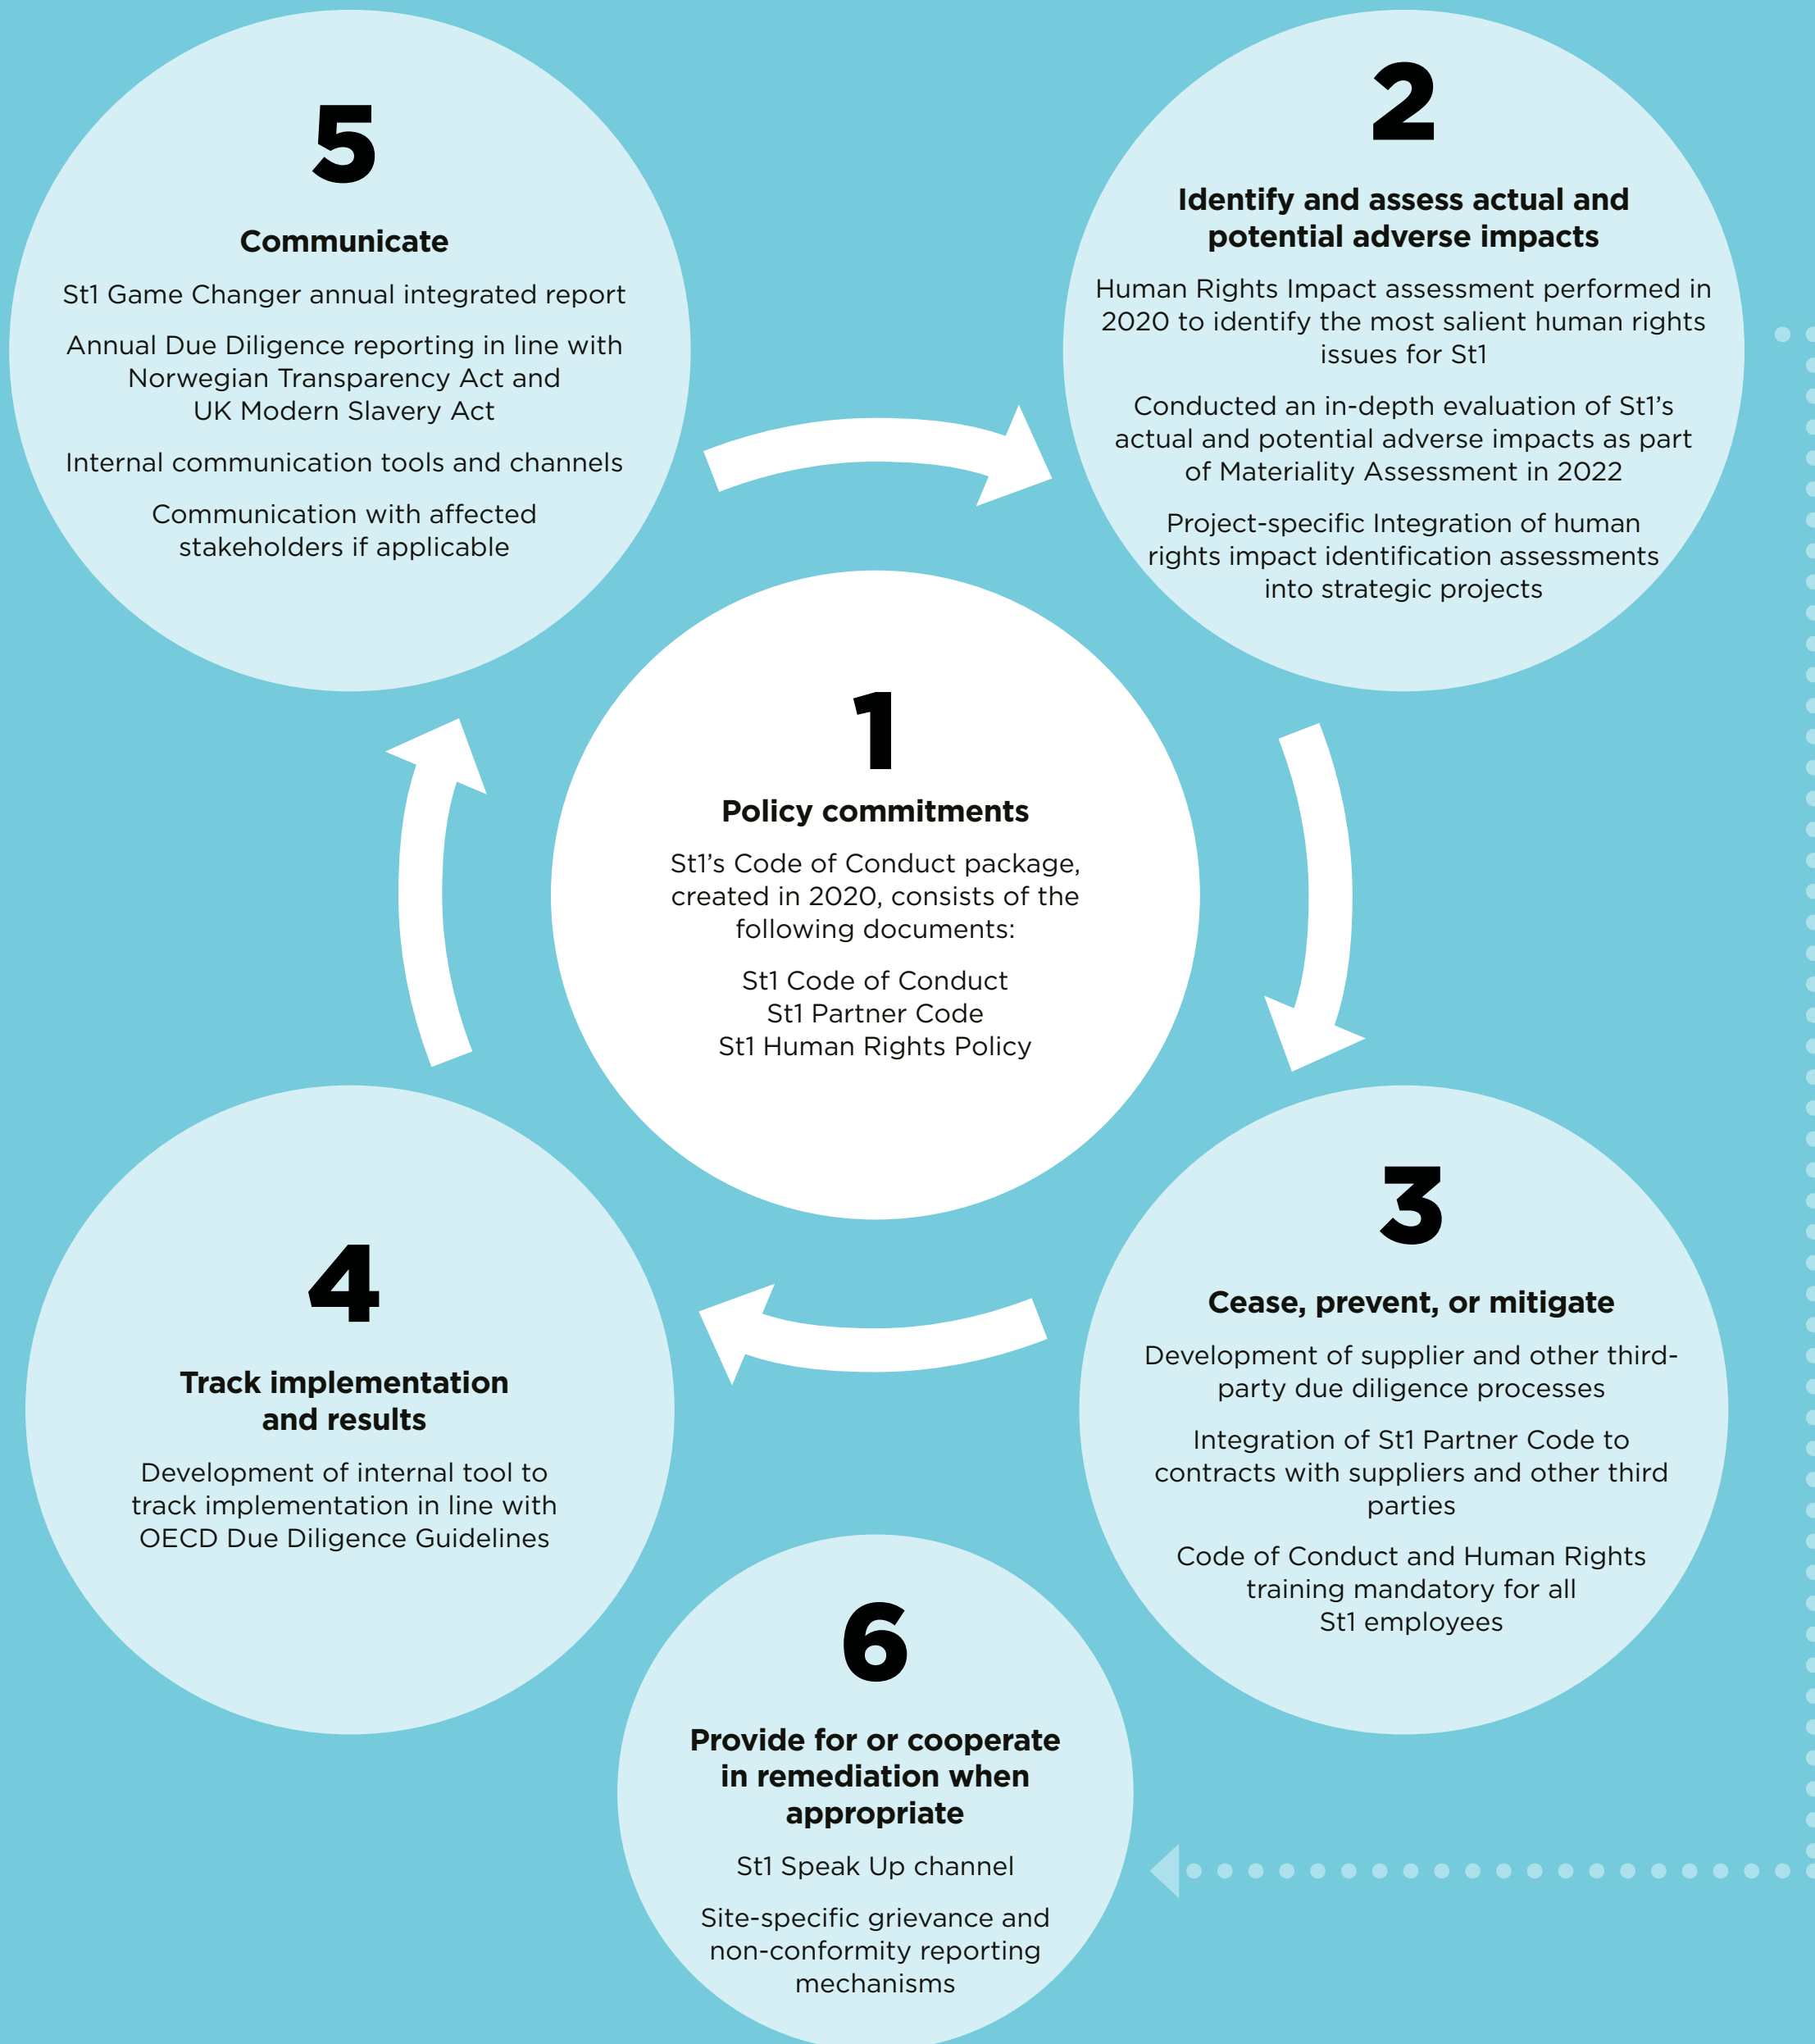 5
Communicate
St1 Game Changer annual integrated report
Annual Due Diligence reporting in line with
Norwegian Transparency Act and
UK Modern Slavery Act
Internal communication tools and channels
Communication with affected
stakeholders if applicable
2
Identify and assess actual and
potential adverse impacts
Human Rights Impact assessment performed in
2020 to identify the most salient human rights
issues for St1
Conducted an in-depth evaluation of St1’s
actual and potential adverse impacts as part
of Materiality Assessment in 2022
Project-specific Integration of human
rights impact identification assessments
into strategic projects
1
Policy commitments
St1’s Code of Conduct package,
created in 2020, consists of the
following documents:
St1 Code of Conduct
St1 Partner Code
St1 Human Rights Policy
4
Track implementation
and results
Development of internal tool to
track implementation in line with
OECD Due Diligence Guidelines
3
Cease, prevent, or mitigate
Development of supplier and other third-
party due diligence processes
Integration of St1 Partner Code to
contracts with suppliers and other third
parties
Code of Conduct and Human Rights
training mandatory for all
St1 employees
6
Provide for or cooperate
in remediation when
appropriate
St1 Speak Up channel
Site-specific grievance and
non-conformity reporting
mechanisms